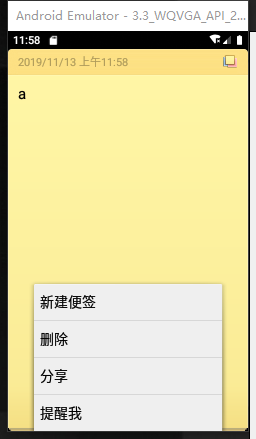 Android Emulator - 3.3_WQVGA_API_2...
11:58
2019/11/13 上午11:58
a
新建便签
删除
分享
提醒我